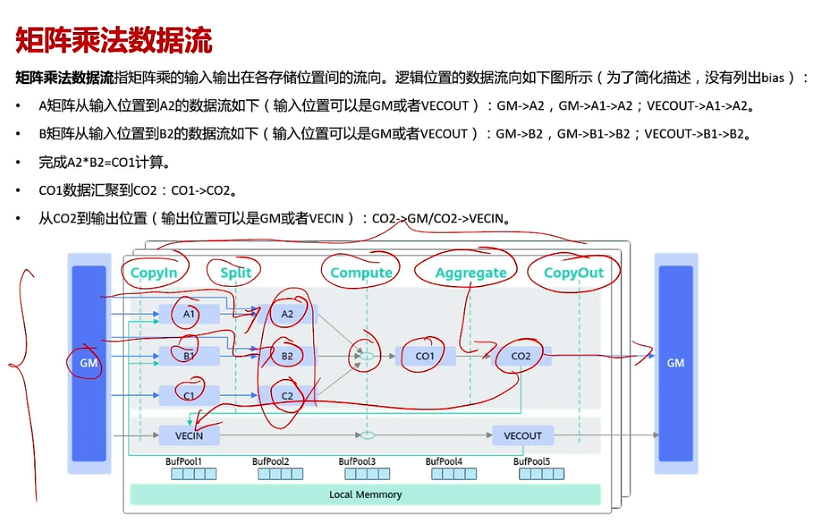 矩阵乘法数据流
矩阵乘法数据流指矩阵乘的输入输出在各存储位置间的流向。逻辑位置的数据流向如下图所示（为了简化描述，没有列出bias）：
• A矩阵从输入位置到A2的数据流如下（输入位置可以是GM或者VECOUT）：GM->A2，GM->A1->A2；VECOUT->A1->A2。
• B矩阵从输入位置到B2的数据流如下（输入位置可以是GM或者VECOUT）：GM->B2，GM->B1->B2；VECOUT->B1->B2。
• 完成A2*B2=CO1计算。
• CO1数据汇聚到CO2：CO1->CO2。
• 从CO2到输出位置（输出位置可以是GM或者VECIN）：CO2->GM/CO2->VECIN。
CopyIn Split Compute Aggregate CopyOut
A1 A2
GM B1 B2 CO1 CO2 GM
C1 C2
VECIN VECOUT
BufPool1 BufPool2 BufPool3 BufPool4 BufPool5
Local Memmory